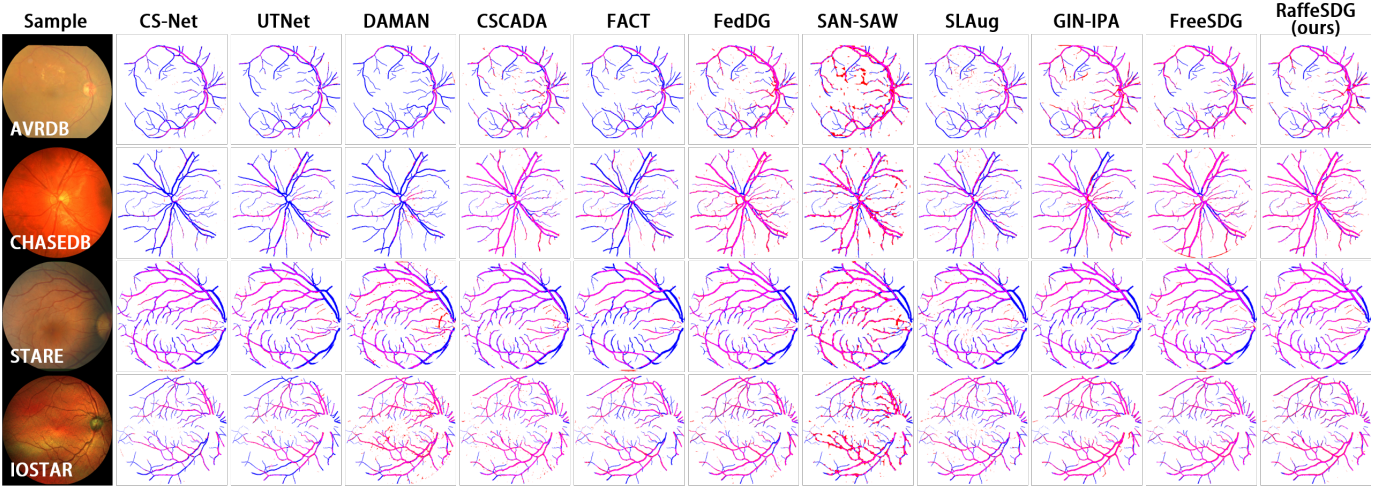 Sample CS-Net UTNet DAMAN CSCADA FACT FedDG SAN-SAW SLAug GIN-IPA FreeSDG RaffeSDG
(ours)
AVRDB
CHASEDB
STARE
IOSTAR